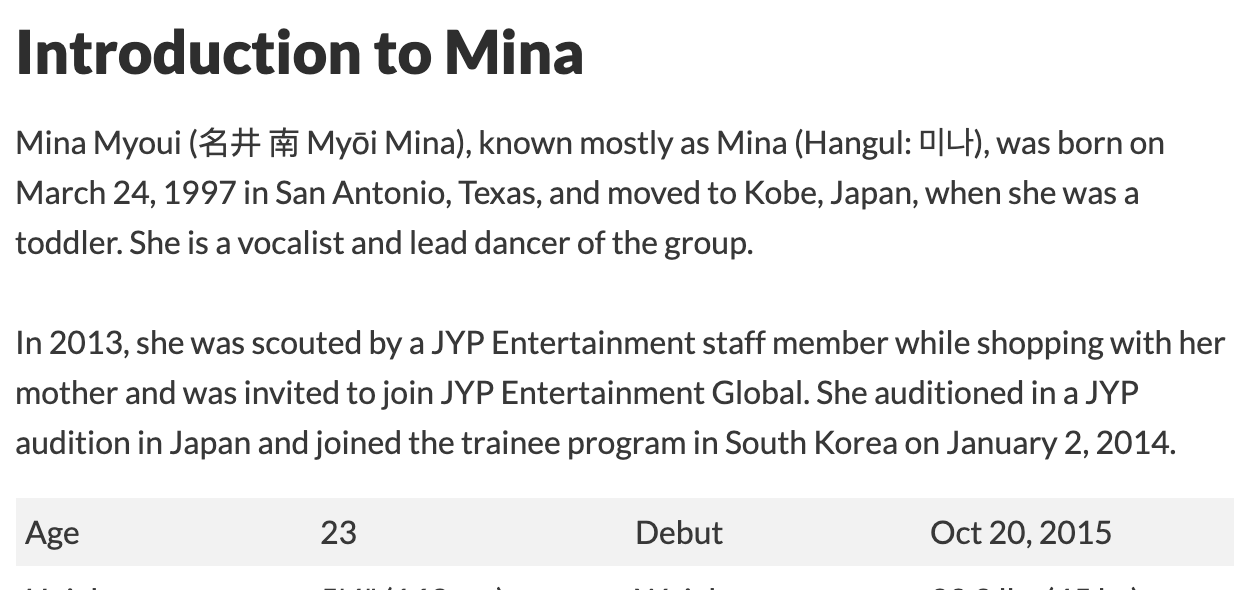 Introduction to Mina
Mina Myoui (名井 南 Myōi Mina), known mostly as Mina (Hangul: 미나), was born on
March 24, 1997 in San Antonio, Texas, and moved to Kobe, Japan, when she was a
toddler. She is a vocalist and lead dancer of the group.
In 2013, she was scouted by a JYP Entertainment staff member while shopping with her
mother and was invited to join JYP Entertainment Global. She auditioned in a JYP
audition in Japan and joined the trainee program in South Korea on January 2, 2014.
Age 23 Debut Oct 20, 2015